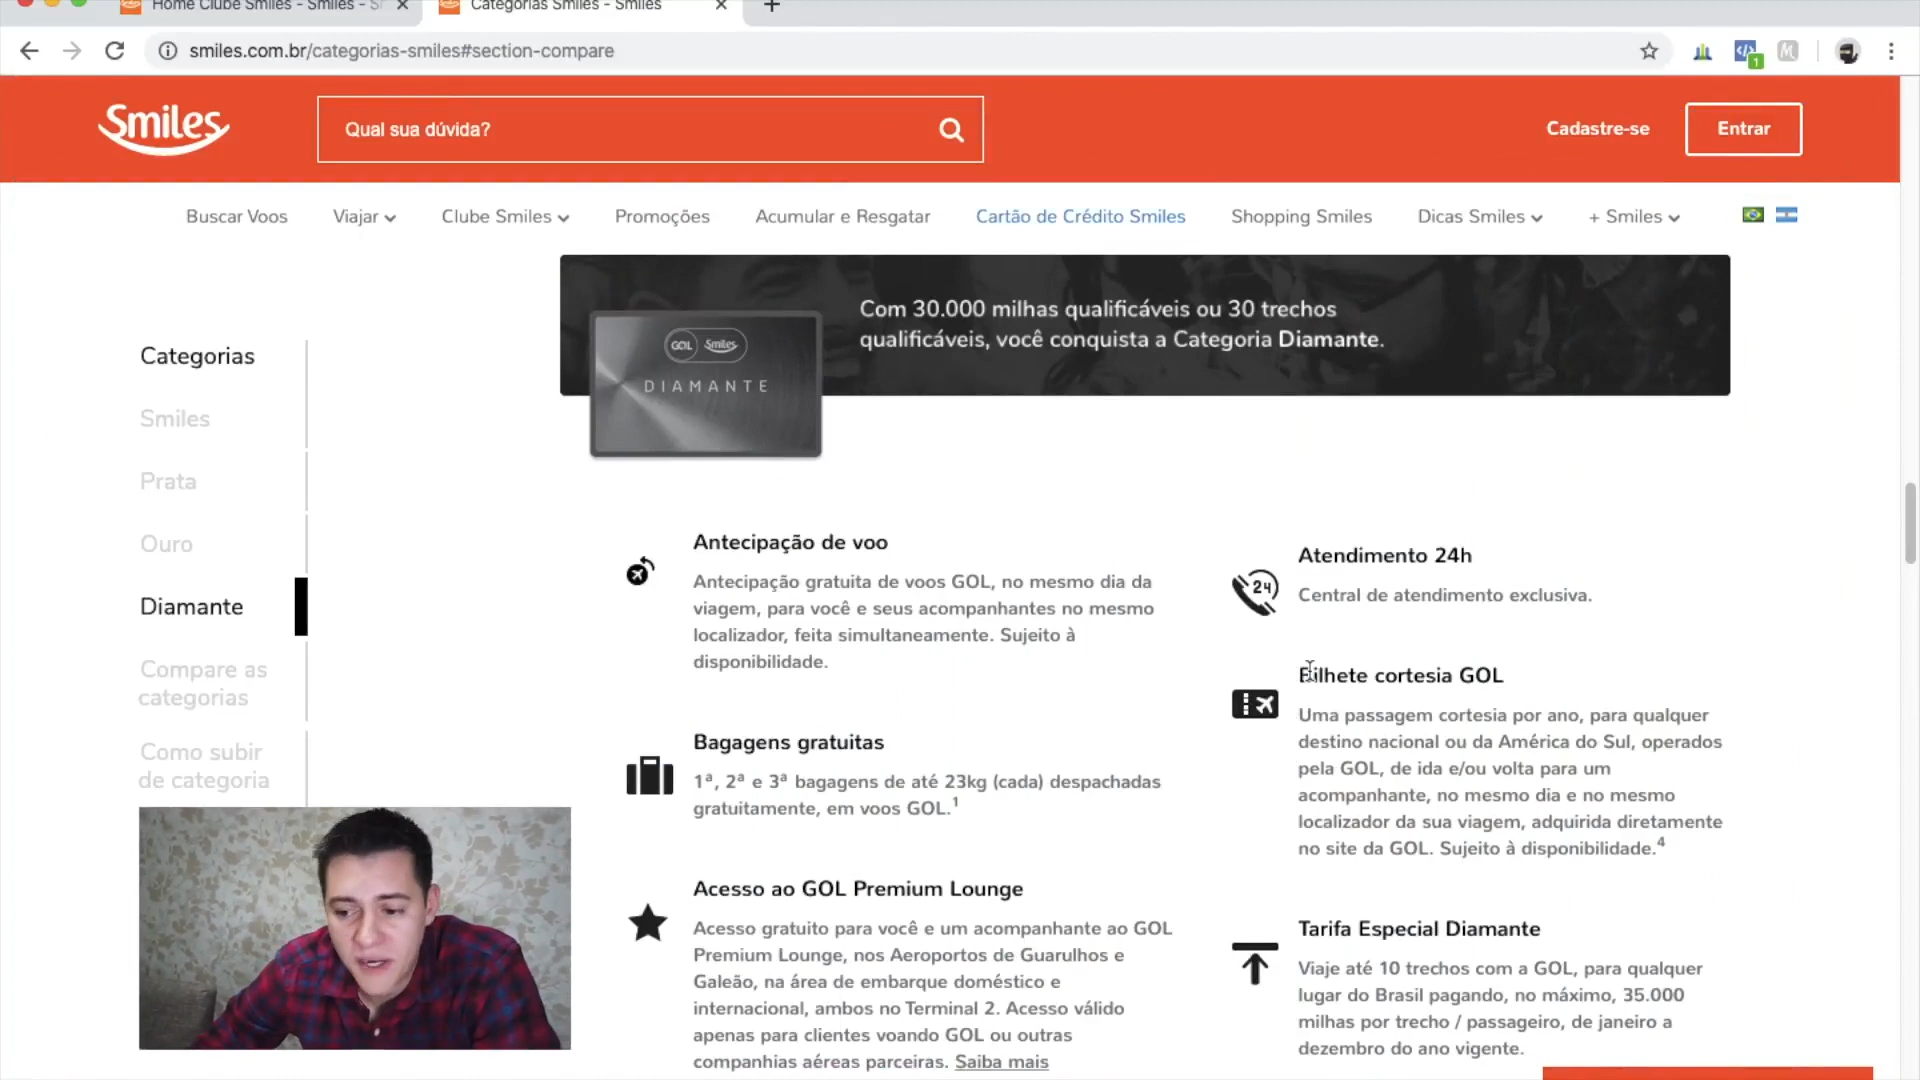 Home Clube Smiles - Smiles - S
Categorias Smiles - Smiles
smiles.com.br/categorias-smiles#section-compare
1
Smiles
Qual sua dúvida?
Cadastre-se
Entrar
Buscar Voos
Viajar
Clube Smiles
Promoções
Acumular e Resgatar
Cartão de Crédito Smiles
Shopping Smiles
Dicas Smiles
+ Smiles
Categorias
Smiles
Prata
Ouro
Diamante
Compare as
categorias
Como subir
de categoria
GOL Smiles
DIAMANTE
Com 30.000 milhas qualificáveis ou 30 trechos
qualificáveis, você conquista a Categoria Diamante.
Antecipação de voo
Antecipação gratuita de voos GOL, no mesmo dia da
viagem, para você e seus acompanhantes no mesmo
localizador, feita simultaneamente. Sujeito à
disponibilidade.
Bagagens gratuitas
1ª, 2ª e 3ª bagagens de até 23kg (cada) despachadas
gratuitamente, em voos GOL.¹
Acesso ao GOL Premium Lounge
Acesso gratuito para você e um acompanhante ao GOL
Premium Lounge, nos Aeroportos de Guarulhos e
Galeão, na área de embarque doméstico e
internacional, ambos no Terminal 2. Acesso válido
apenas para clientes voando GOL ou outras
companhias aéreas parceiras. Saiba mais
24
Atendimento 24h
Central de atendimento exclusiva.
Bilhete cortesia GOL
Uma passagem cortesia por ano, para qualquer
destino nacional ou da América do Sul, operados
pela GOL, de ida e/ou volta para um
acompanhante, no mesmo dia e no mesmo
localizador da sua viagem, adquirida diretamente
no site da GOL. Sujeito à disponibilidade.⁴
Tarifa Especial Diamante
Viaje até 10 trechos com a GOL, para qualquer
lugar do Brasil pagando, no máximo, 35.000
milhas por trecho / passageiro, de janeiro a
dezembro do ano vigente.